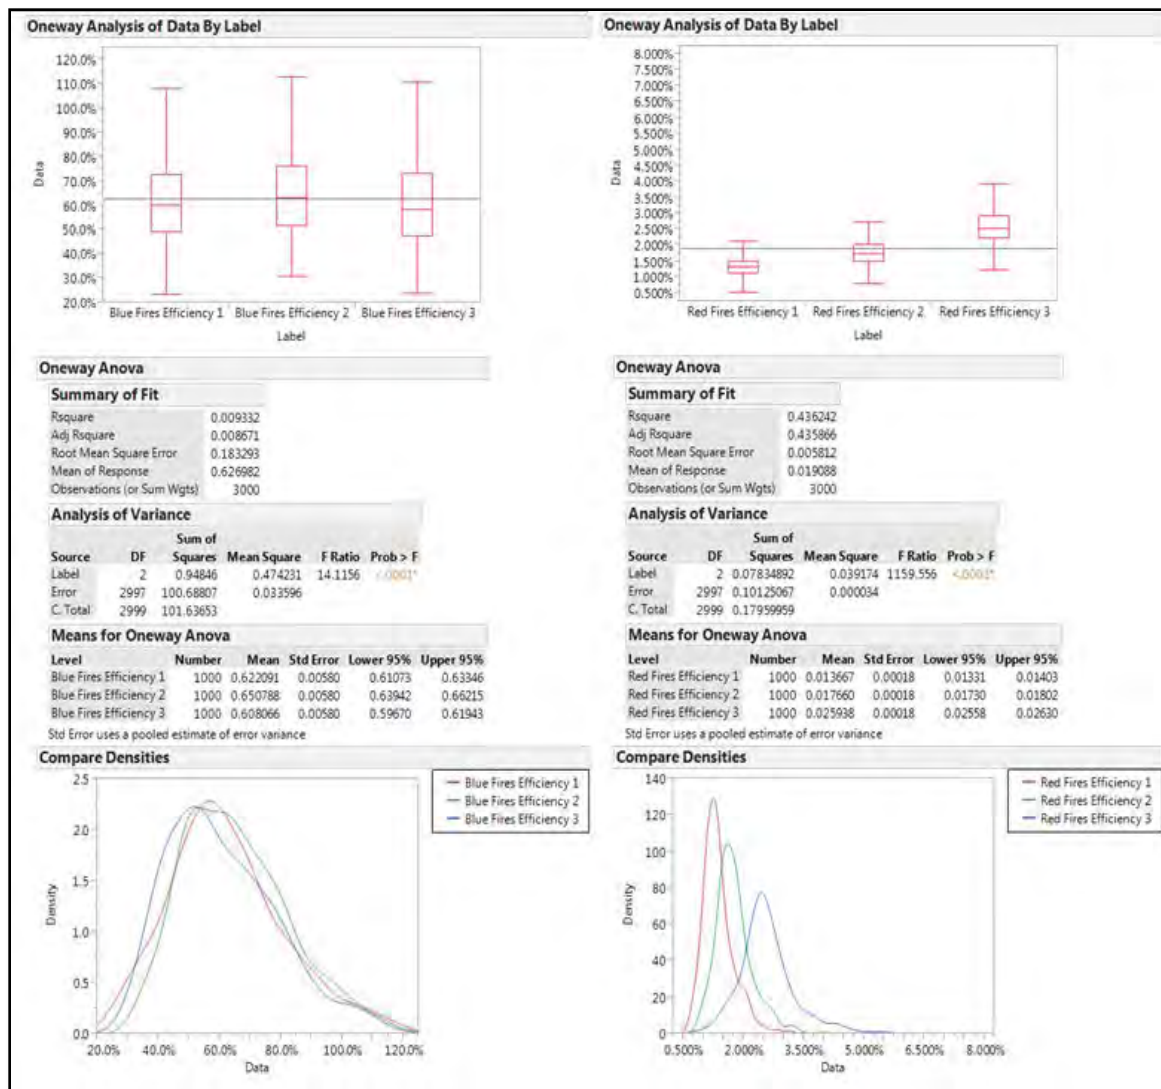 Oneway Analysis of Data By Label
120.0%
110.0%
100.0%
90.0%
80.0%
70.0%
60.0%
50.0%
40.0%
30.0%
20.0%
Data
Blue Fires Efficiency 1 Blue Fires Efficiency 2 Blue Fires Efficiency 3
Label
Oneway Anova
Summary of Fit
Rsquare 0.009332
Adj Rsquare 0.008671
Root Mean Square Error 0.183293
Mean of Response 0.626982
Observations (or Sum Wgts) 3000
Analysis of Variance
Sum of
Source DF Squares Mean Square F Ratio Prob > F
Label 2 0.94846 0.474231 14.1156 <.0001*
Error 2997 100.68807 0.033596
C. Total 2999 101.63653
Means for Oneway Anova
Level Number Mean Std Error Lower 95% Upper 95%
Blue Fires Efficiency 1 1000 0.622091 0.00580 0.61073 0.63346
Blue Fires Efficiency 2 1000 0.650788 0.00580 0.63942 0.66215
Blue Fires Efficiency 3 1000 0.608066 0.00580 0.59670 0.61943
Std Error uses a pooled estimate of error variance
Compare Densities
2.5
2.0
1.5
1.0
0.5
0.0
Density
20.0% 40.0% 60.0% 80.0% 100.0% 120.0%
Data
Blue Fires Efficiency 1
Blue Fires Efficiency 2
Blue Fires Efficiency 3
Oneway Analysis of Data By Label
8.000%
7.500%
7.000%
6.500%
6.000%
5.500%
5.000%
4.500%
4.000%
3.500%
3.000%
2.500%
2.000%
1.500%
1.000%
0.500%
Data
Red Fires Efficiency 1 Red Fires Efficiency 2 Red Fires Efficiency 3
Label
Oneway Anova
Summary of Fit
Rsquare 0.436242
Adj Rsquare 0.435866
Root Mean Square Error 0.005812
Mean of Response 0.019088
Observations (or Sum Wgts) 3000
Analysis of Variance
Sum of
Source DF Squares Mean Square F Ratio Prob > F
Label 2 0.07834892 0.039174 1159.556 <.0001*
Error 2997 0.10125067 0.000034
C. Total 2999 0.17959959
Means for Oneway Anova
Level Number Mean Std Error Lower 95% Upper 95%
Red Fires Efficiency 1 1000 0.013667 0.00018 0.01331 0.01403
Red Fires Efficiency 2 1000 0.017660 0.00018 0.01730 0.01802
Red Fires Efficiency 3 1000 0.025938 0.00018 0.02558 0.02630
Std Error uses a pooled estimate of error variance
Compare Densities
140
120
100
80
60
40
20
0
Density
0.500% 2.000% 3.500% 5.000% 6.500% 8.000%
Data
Red Fires Efficiency 1
Red Fires Efficiency 2
Red Fires Efficiency 3